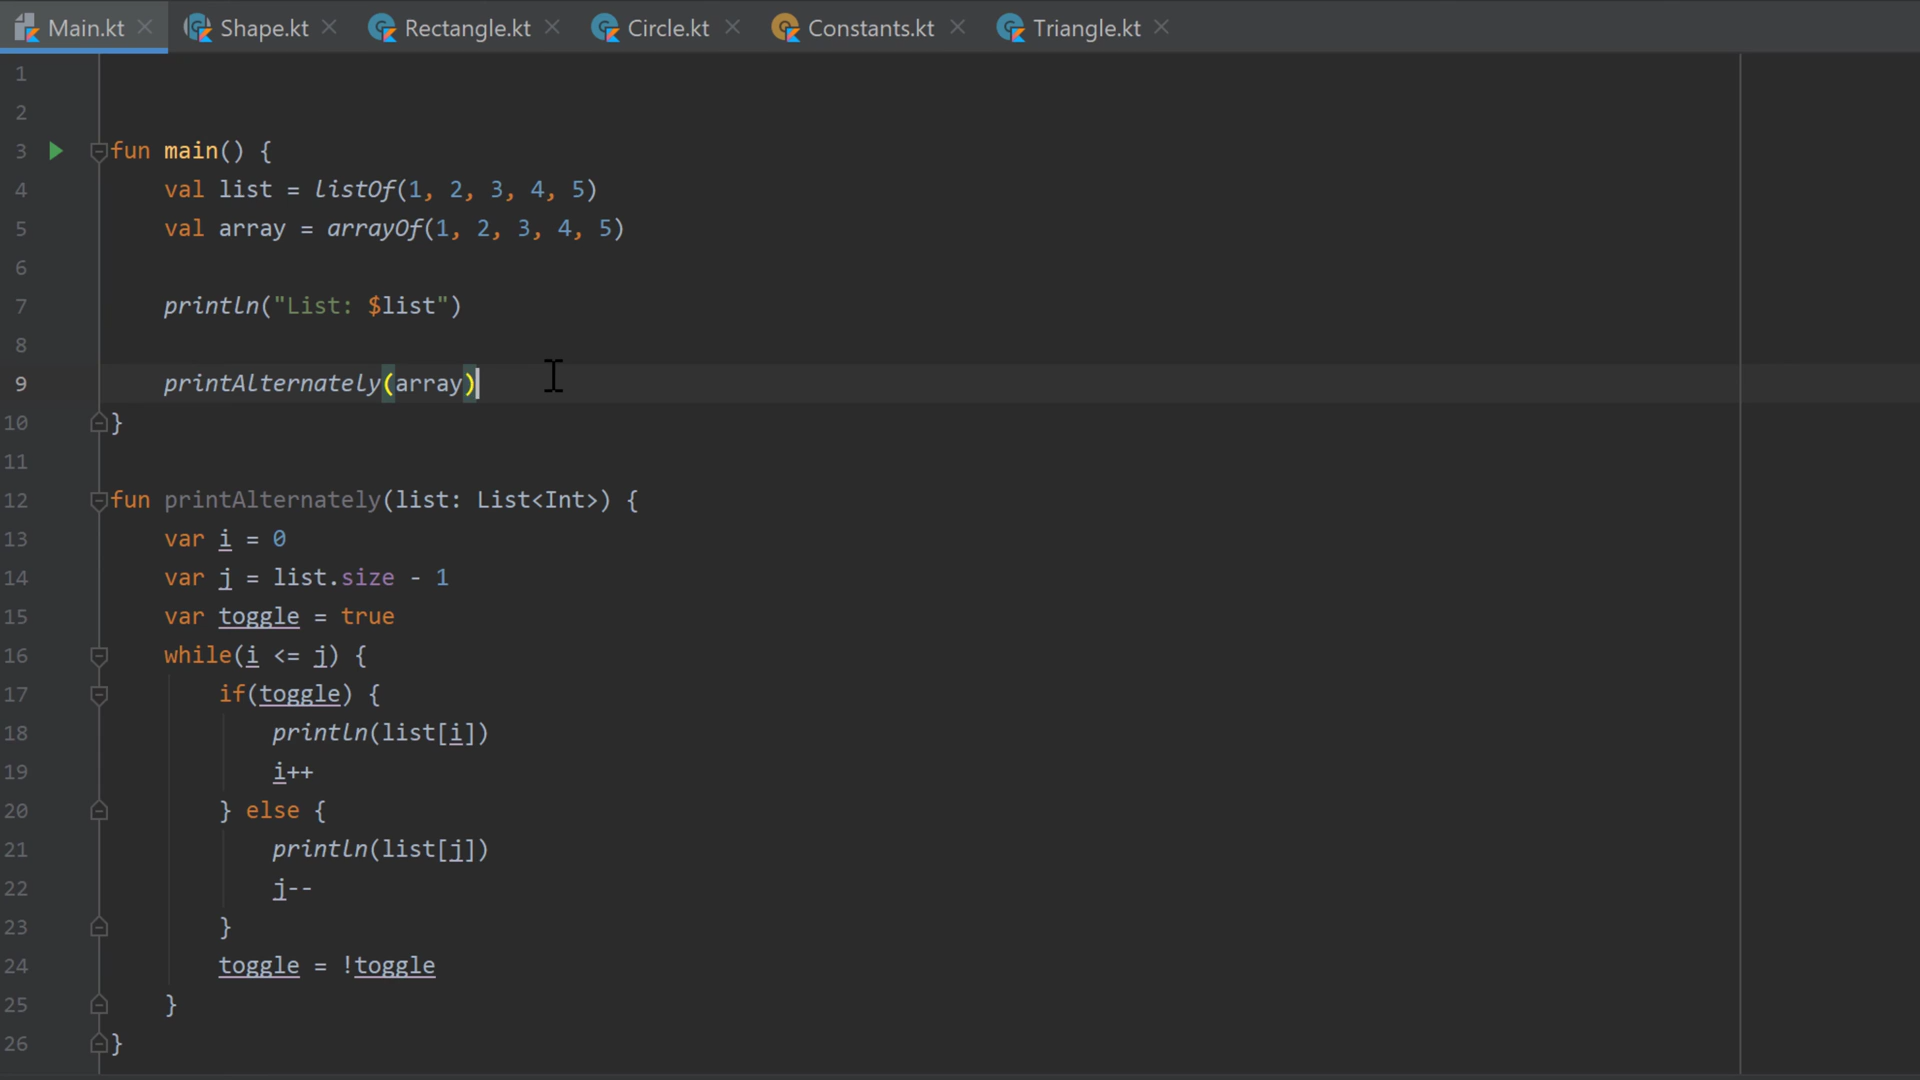 Main.kt Shape.kt Rectangle.kt Circle.kt Constants.kt Triangle.kt
1
2
3 fun main() {
4 val list = listOf(1, 2, 3, 4, 5)
5 val array = arrayOf(1, 2, 3, 4, 5)
6
7 println("List: $list")
8
9 printAlternately(array)
10 }
11
12 fun printAlternately(list: List<Int>) {
13 var i = 0
14 var j = list.size - 1
15 var toggle = true
16 while(i <= j) {
17 if(toggle) {
18 println(list[i])
19 i++
20 } else {
21 println(list[j])
22 j--
23 }
24 toggle = !toggle
25 }
26 }